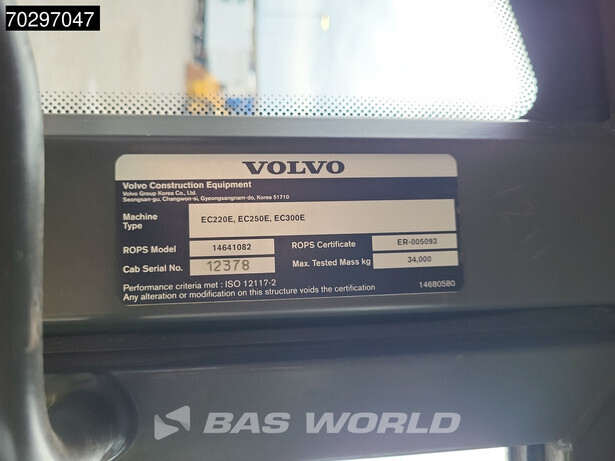 70297047
VOLVO
Volvo Construction Equipment
Volvo Group Korea Co., Ltd.
Seongsan-gu, Changwon-si, Gyeongsangnam-do, Korea 51710
Machine Type EC220E, EC250E, EC300E
ROPS Model 14641082 ROPS Certificate ER-005093
Cab Serial No. 12378 Max. Tested Mass kg 34,000
Performance criteria met : ISO 12117-2
Any alteration or modification on this structure voids the certification 14680580
BAS WORLD